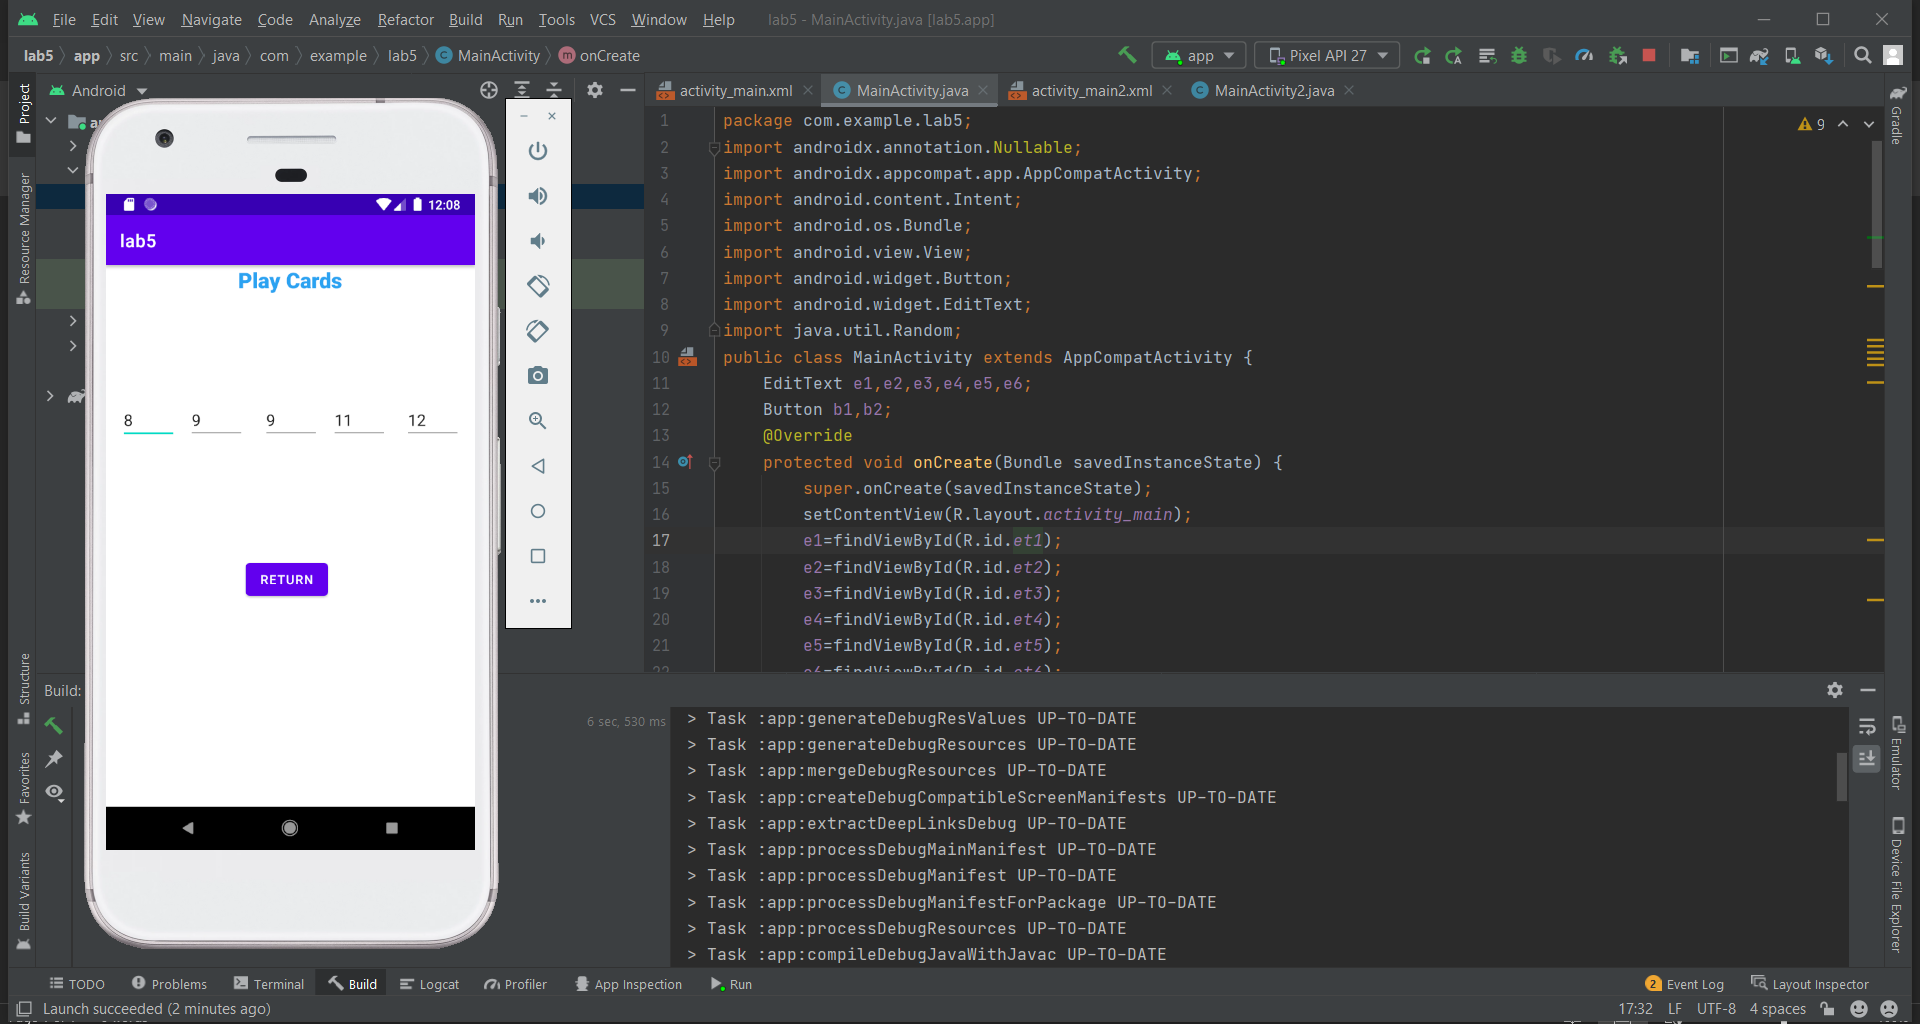 File Edit View Navigate Code Analyze Refactor Build Run Tools VCS Window Help lab5 - MainActivity.java [lab5.app]
lab5 app src main java com example lab5 MainActivity onCreate app Pixel API 27
Project
Resource Manager
Structure
Favorites
Build Variants
Android
12:08
lab5
Play Cards
8 9 9 11 12
RETURN
activity_main.xml MainActivity.java activity_main2.xml MainActivity2.java
9
1 package com.example.lab5;
2 import androidx.annotation.Nullable;
3 import androidx.appcompat.app.AppCompatActivity;
4 import android.content.Intent;
5 import android.os.Bundle;
6 import android.view.View;
7 import android.widget.Button;
8 import android.widget.EditText;
9 import java.util.Random;
10 public class MainActivity extends AppCompatActivity {
11 EditText e1,e2,e3,e4,e5,e6;
12 Button b1,b2;
13 @Override
14 protected void onCreate(Bundle savedInstanceState) {
15 super.onCreate(savedInstanceState);
16 setContentView(R.layout.activity_main);
17 e1=findViewById(R.id.et1);
18 e2=findViewById(R.id.et2);
19 e3=findViewById(R.id.et3);
20 e4=findViewById(R.id.et4);
21 e5=findViewById(R.id.et5);
22 e6=findViewById(R.id.et6);
Gradle
Emulator
Device File Explorer
Build:
6 sec, 530 ms
> Task :app:generateDebugResValues UP-TO-DATE
> Task :app:generateDebugResources UP-TO-DATE
> Task :app:mergeDebugResources UP-TO-DATE
> Task :app:createDebugCompatibleScreenManifests UP-TO-DATE
> Task :app:extractDeepLinksDebug UP-TO-DATE
> Task :app:processDebugMainManifest UP-TO-DATE
> Task :app:processDebugManifest UP-TO-DATE
> Task :app:processDebugManifestForPackage UP-TO-DATE
> Task :app:processDebugResources UP-TO-DATE
> Task :app:compileDebugJavaWithJavac UP-TO-DATE
TODO Problems Terminal Build Logcat Profiler App Inspection Run 2 Event Log Layout Inspector
Launch succeeded (2 minutes ago) 17:32 LF UTF-8 4 spaces